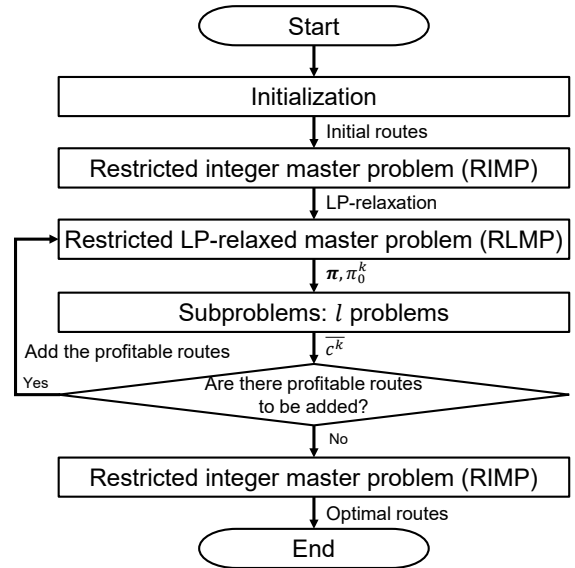 Start
Initialization
Initial routes
Restricted integer master problem (RIMP)
LP-relaxation
Restricted LP-relaxed master problem (RLMP)
𝝅, π₀ᵏ
Subproblems: l problems
c̅ᵏ̅
Add the profitable routes
Yes
Are there profitable routes
to be added?
No
Restricted integer master problem (RIMP)
Optimal routes
End